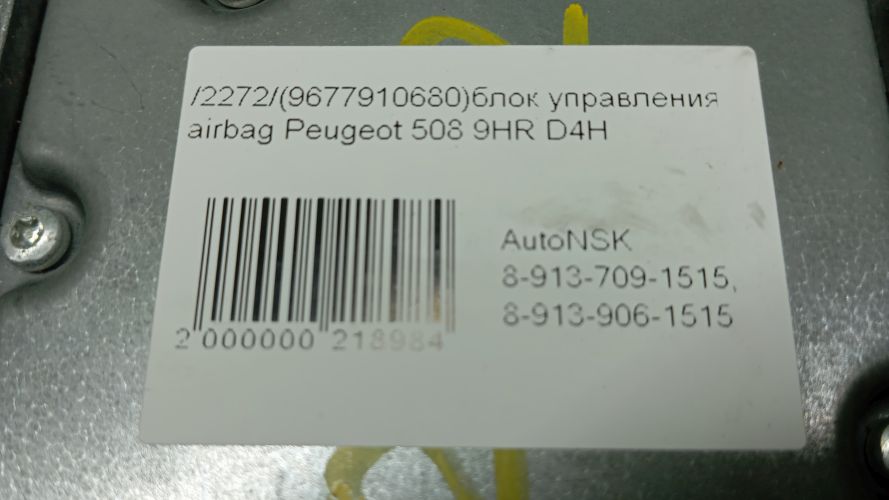 /2272/(9677910680)блок управления
airbag Peugeot 508 9HR D4H
AutoNSK
8-913-709-1515,
8-913-906-1515
2 000000 218984